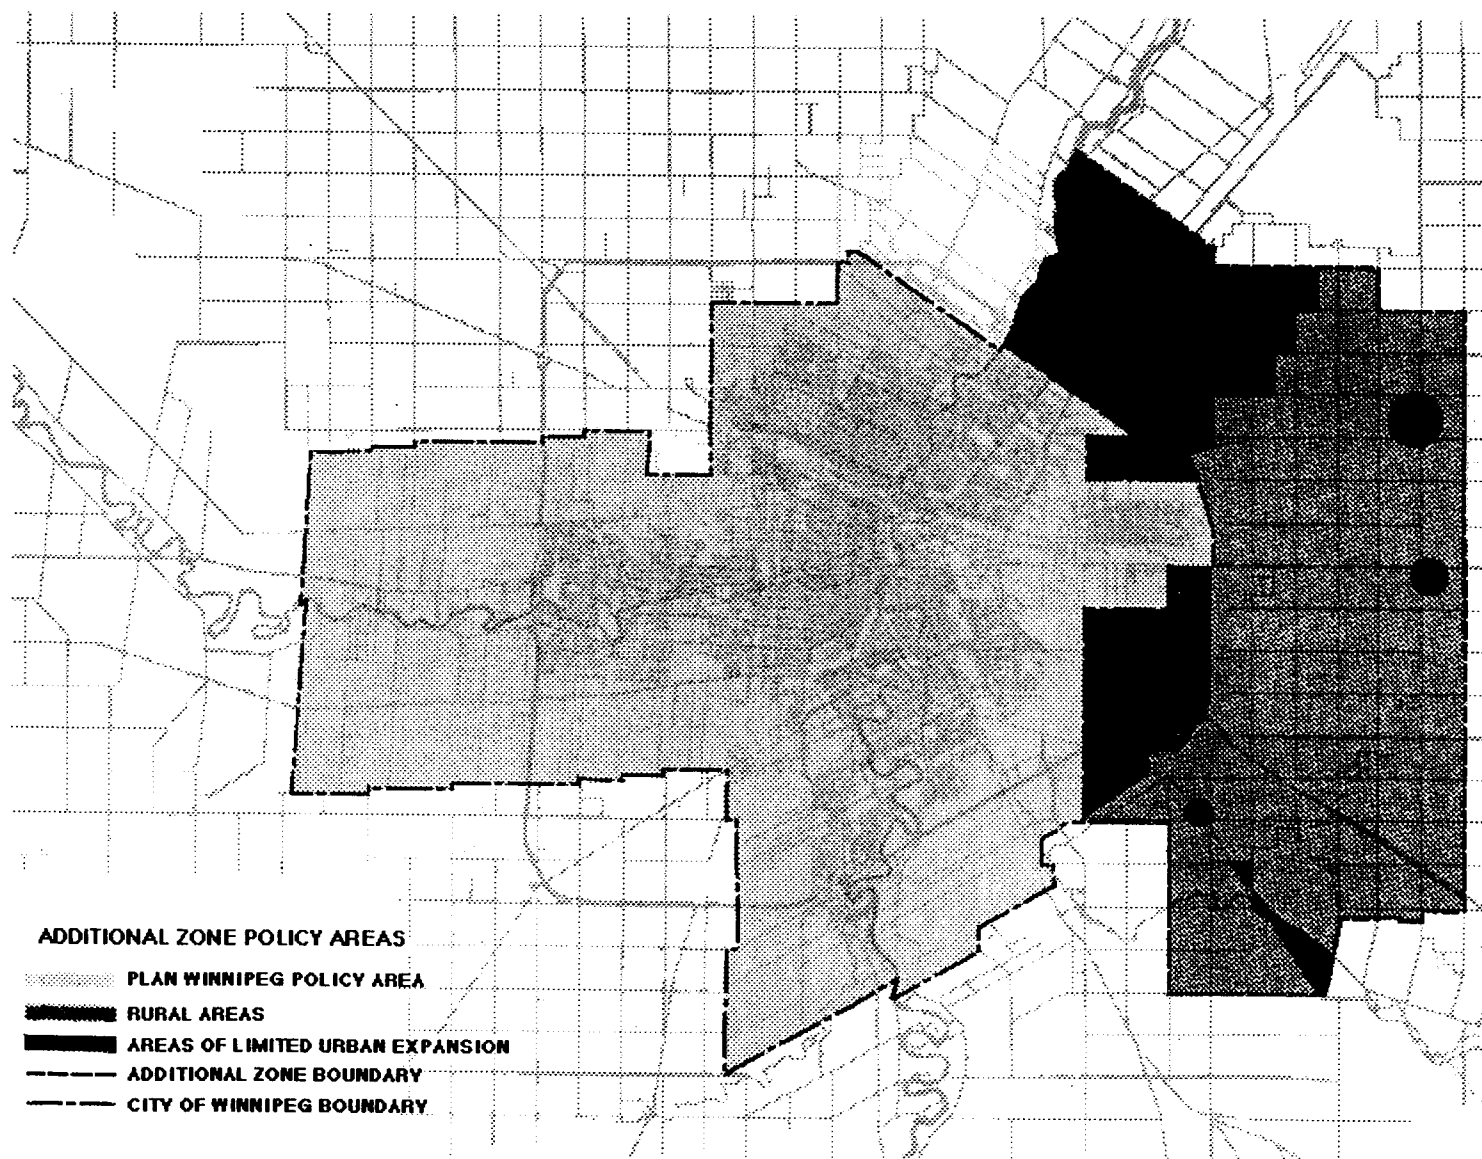 ADDITIONAL ZONE POLICY AREAS
PLAN WINNIPEG POLICY AREA
RURAL AREAS
AREAS OF LIMITED URBAN EXPANSION
ADDITIONAL ZONE BOUNDARY
CITY OF WINNIPEG BOUNDARY